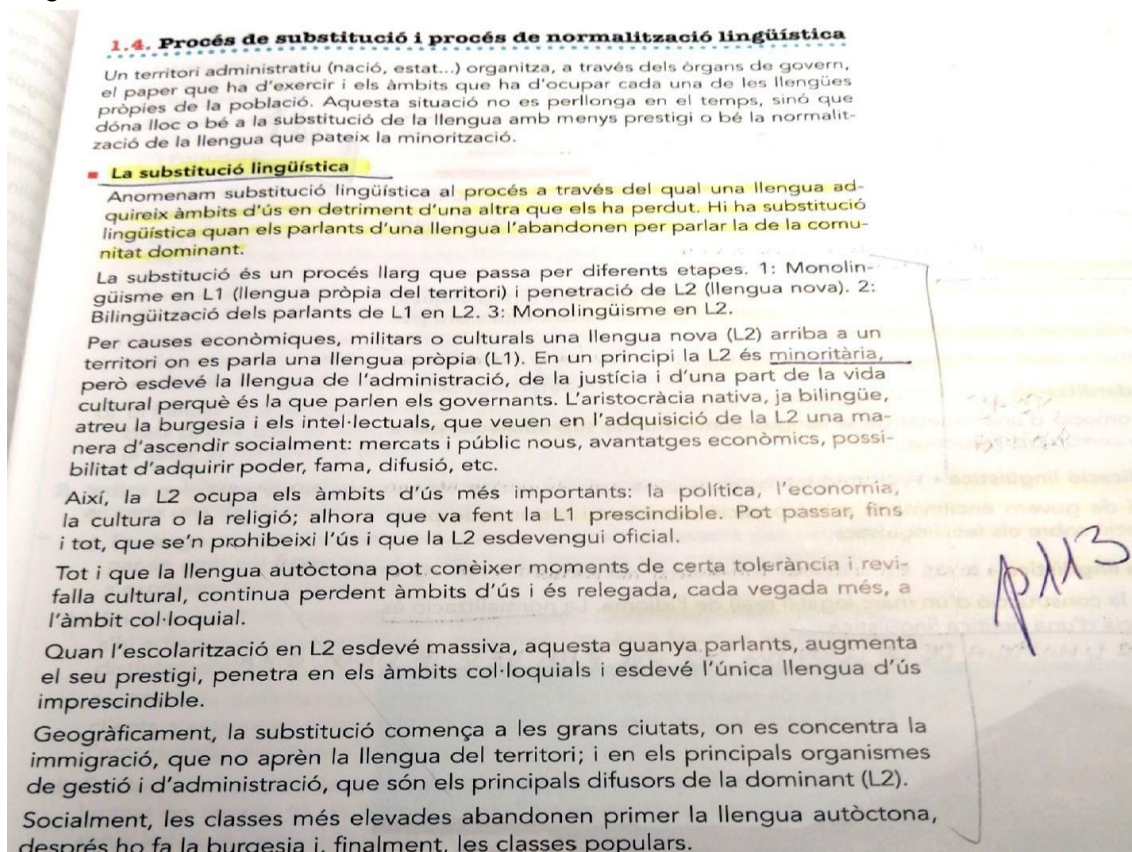 1.4. Procés de substitució i procés de normalització lingüística
Un territori administratiu (nació, estat...) organitza, a través dels òrgans de govern,
el paper que ha d'exercir i els àmbits que ha d'ocupar cada una de les llengües
pròpies de la població. Aquesta situació no es perllonga en el temps, sinó que
dóna lloc o bé a la substitució de la llengua amb menys prestigi o bé la normalit-
zació de la llengua que pateix la minorització.
La substitució lingüística
Anomenam substitució lingüística al procés a través del qual una llengua ad-
quireix àmbits d'ús en detriment d'una altra que els ha perdut. Hi ha substitució
lingüística quan els parlants d'una llengua l'abandonen per parlar la de la comu-
nitat dominant.
La substitució és un procés llarg que passa per diferents etapes. 1: Monolin-
güisme en L1 (llengua pròpia del territori) i penetració de L2 (llengua nova). 2:
Bilingüització dels parlants de L1 en L2. 3: Monolingüisme en L2.
Per causes econòmiques, militars o culturals una llengua nova (L2) arriba a un
territori on es parla una llengua pròpia (L1). En un principi la L2 és minoritària,
però esdevé la llengua de l'administració, de la justícia i d'una part de la vida
cultural perquè és la que parlen els governants. L'aristocràcia nativa, ja bilingüe,
atreu la burgesia i els intel·lectuals, que veuen en l'adquisició de la L2 una ma-
nera d'ascendir socialment: mercats i públic nous, avantatges econòmics, possi-
bilitat d'adquirir poder, fama, difusió, etc.
Així, la L2 ocupa els àmbits d'ús més importants: la política, l'economia,
la cultura o la religió; alhora que va fent la L1 prescindible. Pot passar, fins
i tot, que se'n prohibeixi l'ús i que la L2 esdevengui oficial.
Tot i que la llengua autòctona pot conèixer moments de certa tolerància i revi-
falla cultural, continua perdent àmbits d'ús i és relegada, cada vegada més, a
l'àmbit col·loquial.
Quan l'escolarització en L2 esdevé massiva, aquesta guanya parlants, augmenta
el seu prestigi, penetra en els àmbits col·loquials i esdevé l'única llengua d'ús
imprescindible.
Geogràficament, la substitució comença a les grans ciutats, on es concentra la
immigració, que no aprèn la llengua del territori; i en els principals organismes
de gestió i d'administració, que són els principals difusors de la dominant (L2).
Socialment, les classes més elevades abandonen primer la llengua autòctona,
després ho fa la burgesia i, finalment, les classes populars.
p.113